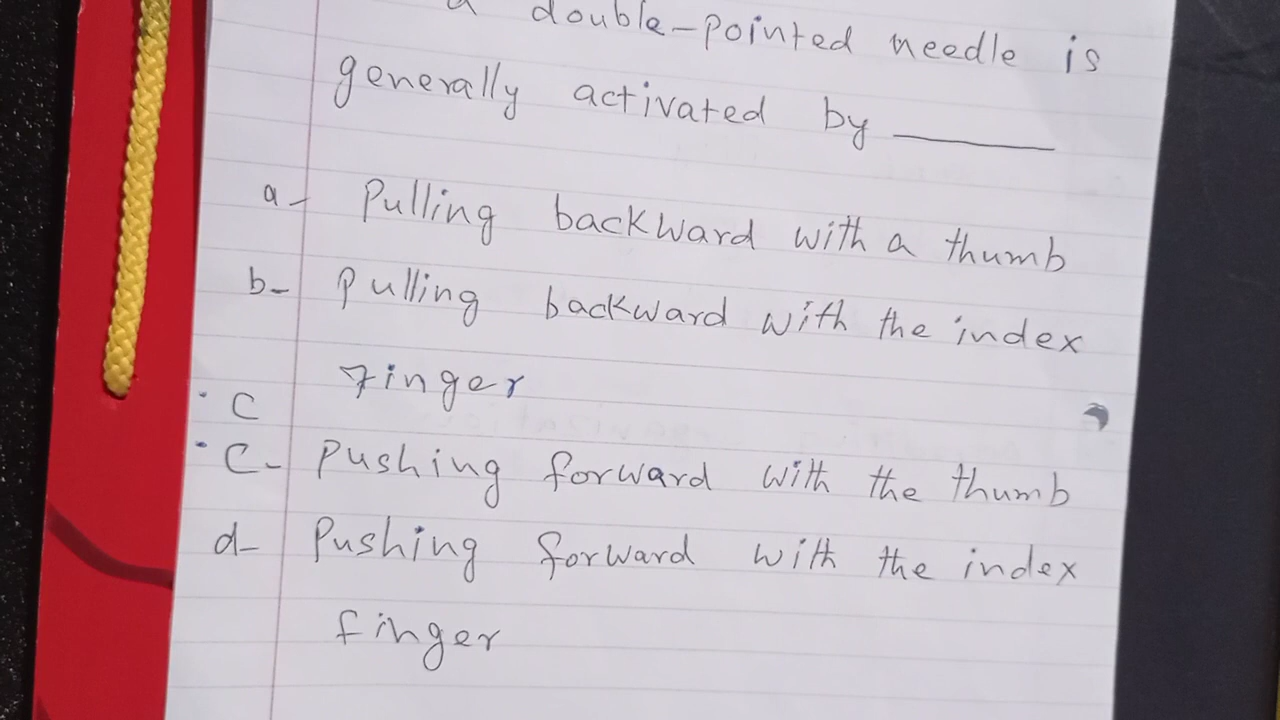 a double-pointed needle is
generally activated by ______
a- Pulling backward with a thumb
b- Pulling backward with the index
finger
C
C- Pushing forward with the thumb
d- Pushing forward with the index
finger